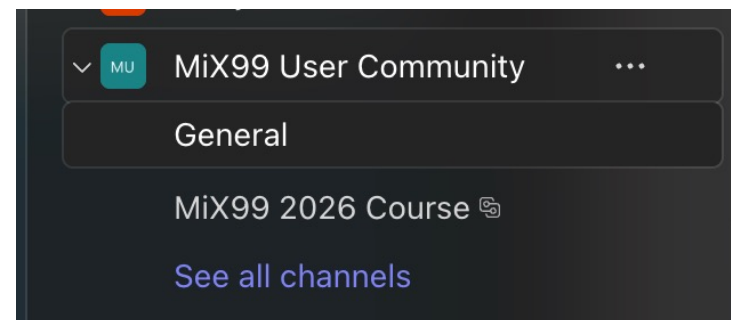 MU MiX99 User Community ...
General
MiX99 2026 Course
See all channels